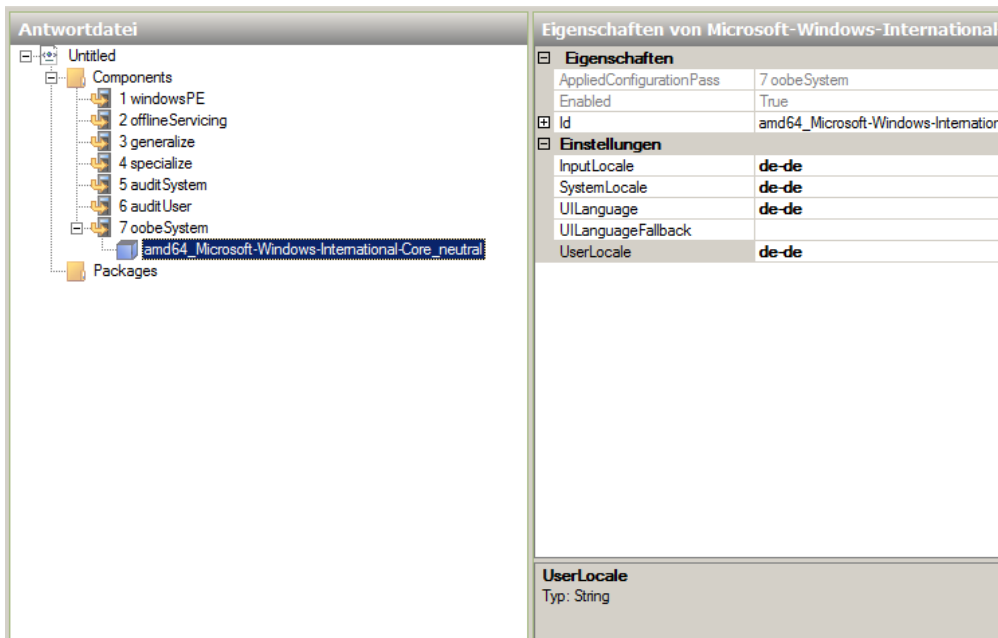 Antwortdatei
Untitled
Components
1 windowsPE
2 offlineServicing
3 generalize
4 specialize
5 auditSystem
6 auditUser
7 oobeSystem
amd64_Microsoft-Windows-International-Core_neutral
Packages
Eigenschaften von Microsoft-Windows-International
Eigenschaften
AppliedConfigurationPass 7 oobeSystem
Enabled True
Id amd64_Microsoft-Windows-Internation
Einstellungen
InputLocale de-de
SystemLocale de-de
UILanguage de-de
UILanguageFallback
UserLocale de-de
UserLocale
Typ: String